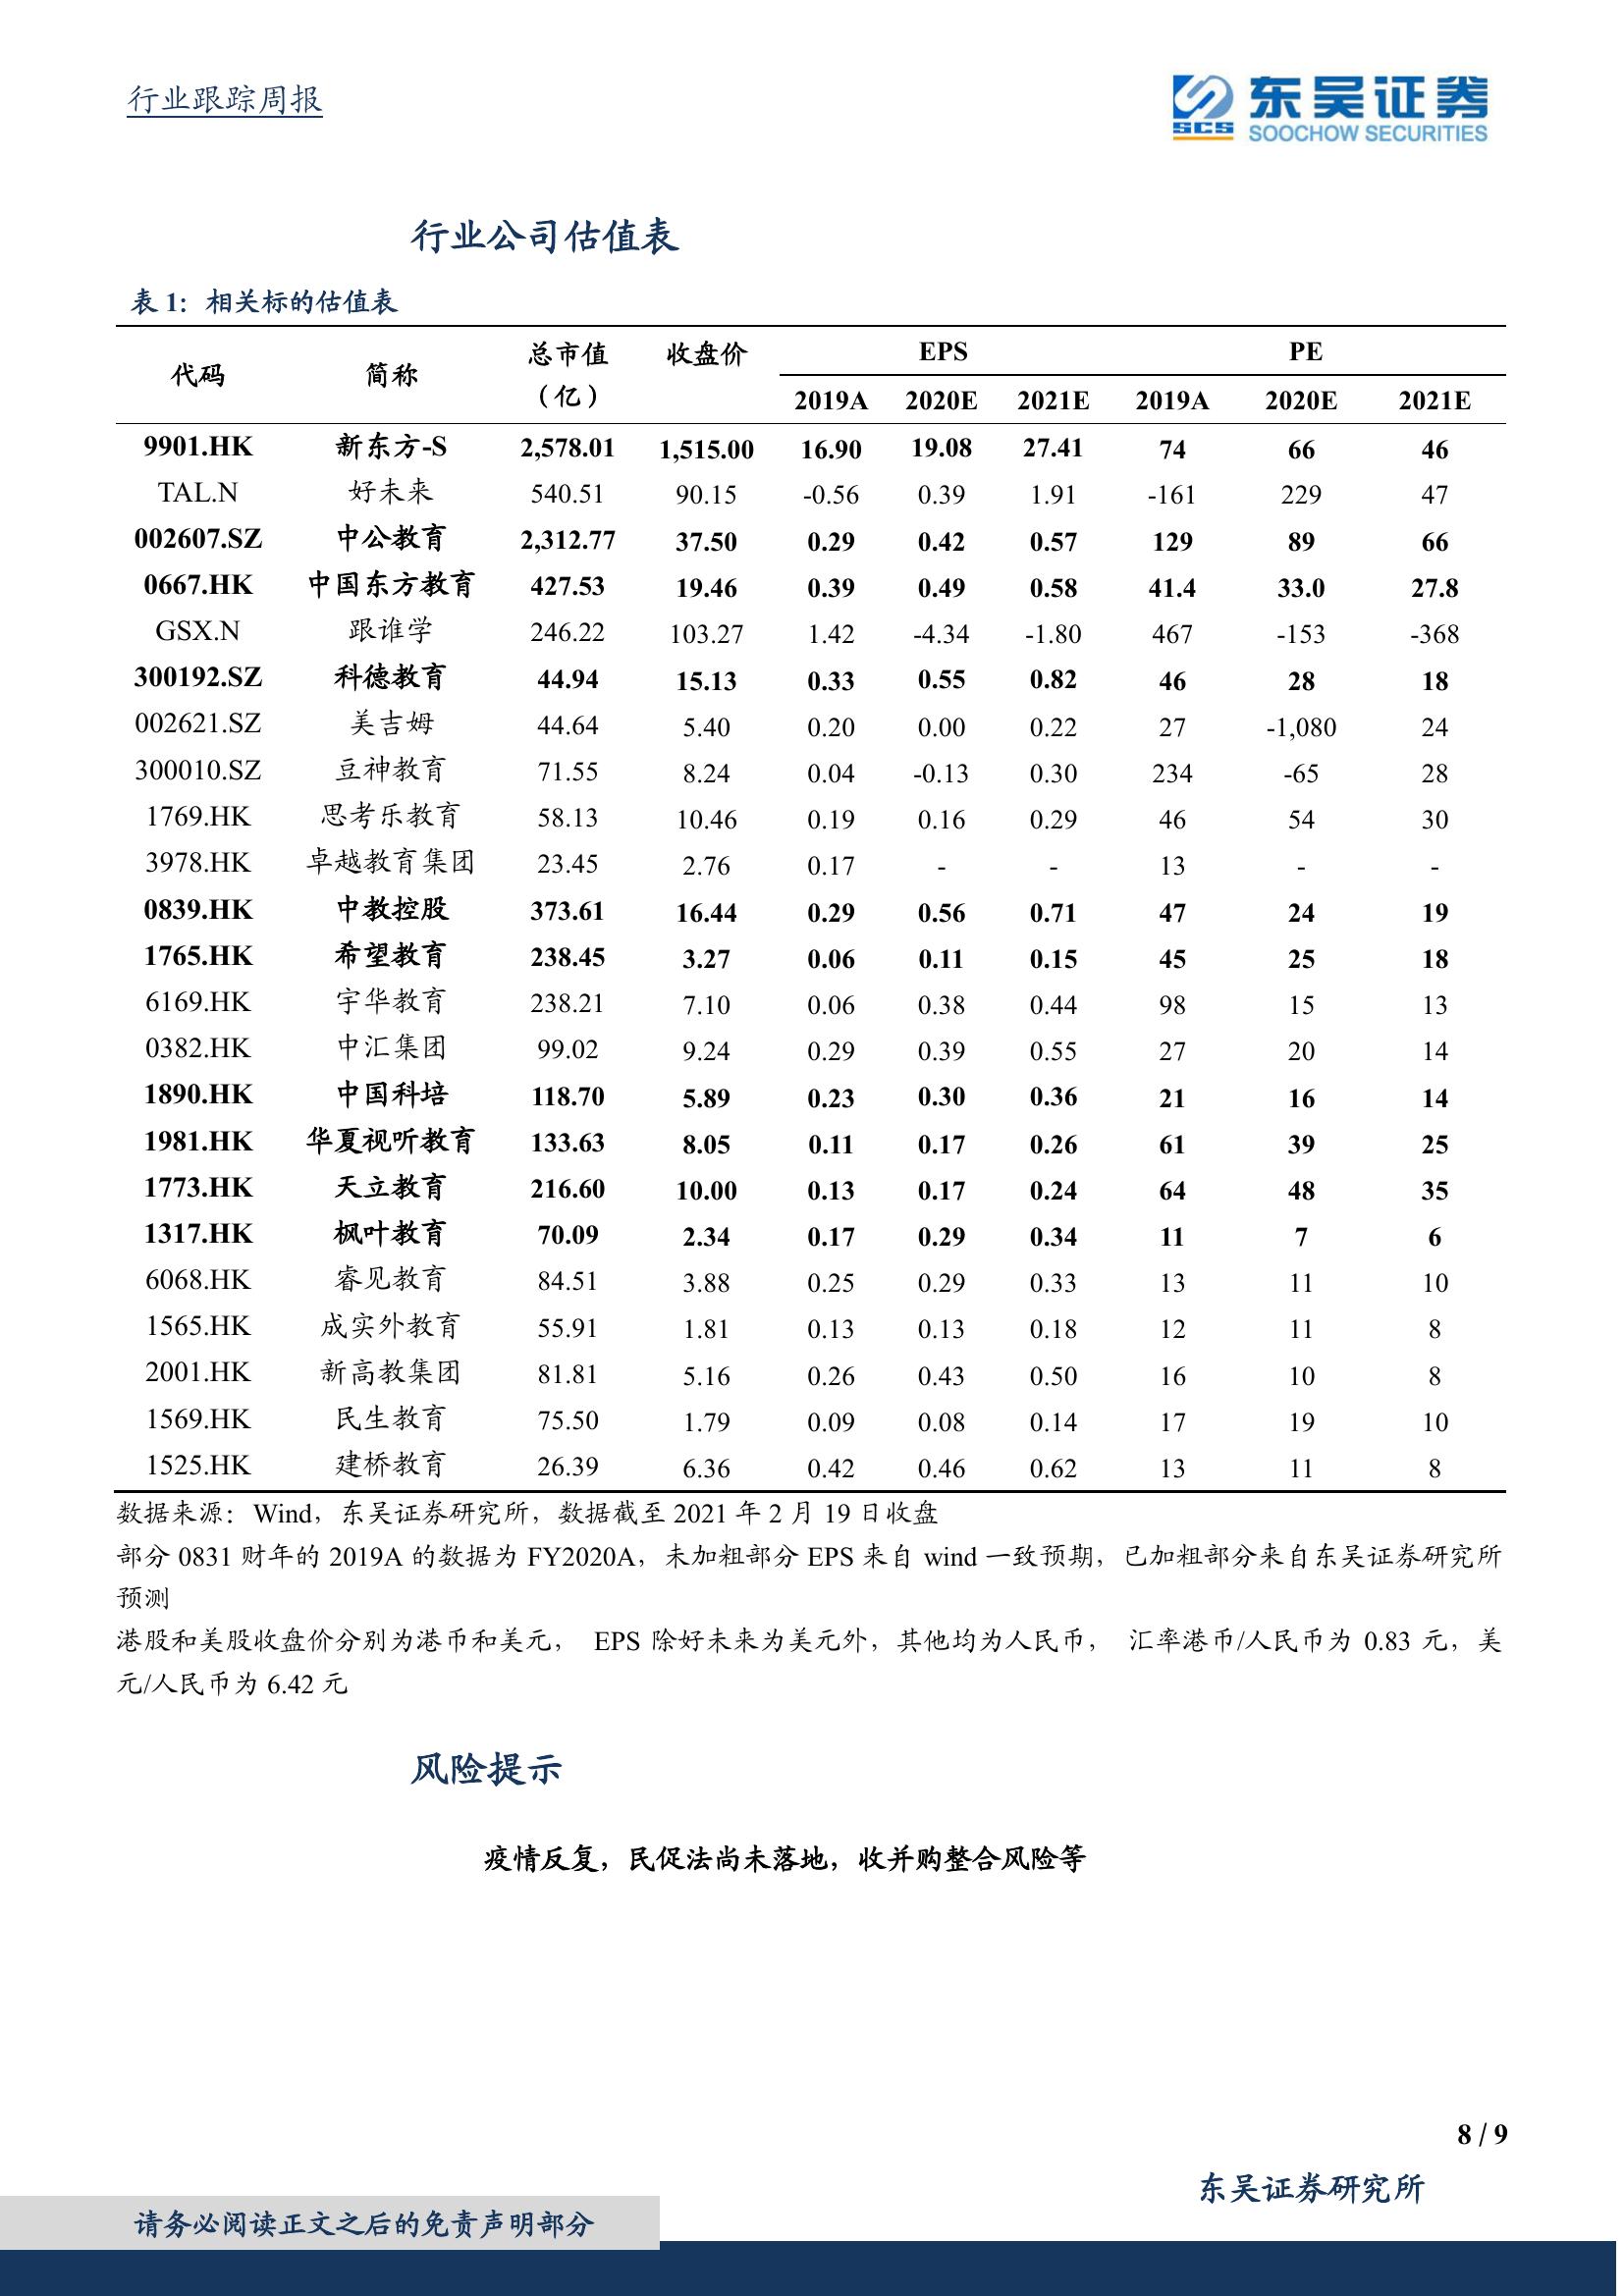 行业跟踪周报
SCS 东吴证券
SOOCHOW SECURITIES
行业公司估值表
表 1：相关标的估值表
代码 简称 总市值（亿） 收盘价 EPS PE
2019A 2020E 2021E 2019A 2020E 2021E
9901.HK 新东方-S 2,578.01 1,515.00 16.90 19.08 27.41 74 66 46
TAL.N 好未来 540.51 90.15 -0.56 0.39 1.91 -161 229 47
002607.SZ 中公教育 2,312.77 37.50 0.29 0.42 0.57 129 89 66
0667.HK 中国东方教育 427.53 19.46 0.39 0.49 0.58 41.4 33.0 27.8
GSX.N 跟谁学 246.22 103.27 1.42 -4.34 -1.80 467 -153 -368
300192.SZ 科德教育 44.94 15.13 0.33 0.55 0.82 46 28 18
002621.SZ 美吉姆 44.64 5.40 0.20 0.00 0.22 27 -1,080 24
300010.SZ 豆神教育 71.55 8.24 0.04 -0.13 0.30 234 -65 28
1769.HK 思考乐教育 58.13 10.46 0.19 0.16 0.29 46 54 30
3978.HK 卓越教育集团 23.45 2.76 0.17 - - 13 - -
0839.HK 中教控股 373.61 16.44 0.29 0.56 0.71 47 24 19
1765.HK 希望教育 238.45 3.27 0.06 0.11 0.15 45 25 18
6169.HK 宇华教育 238.21 7.10 0.06 0.38 0.44 98 15 13
0382.HK 中汇集团 99.02 9.24 0.29 0.39 0.55 27 20 14
1890.HK 中国科培 118.70 5.89 0.23 0.30 0.36 21 16 14
1981.HK 华夏视听教育 133.63 8.05 0.11 0.17 0.26 61 39 25
1773.HK 天立教育 216.60 10.00 0.13 0.17 0.24 64 48 35
1317.HK 枫叶教育 70.09 2.34 0.17 0.29 0.34 11 7 6
6068.HK 睿见教育 84.51 3.88 0.25 0.29 0.33 13 11 10
1565.HK 成实外教育 55.91 1.81 0.13 0.13 0.18 12 11 8
2001.HK 新高教集团 81.81 5.16 0.26 0.43 0.50 16 10 8
1569.HK 民生教育 75.50 1.79 0.09 0.08 0.14 17 19 10
1525.HK 建桥教育 26.39 6.36 0.42 0.46 0.62 13 11 8
数据来源：Wind，东吴证券研究所，数据截至 2021 年 2 月 19 日收盘
部分 0831 财年的 2019A 的数据为 FY2020A，未加粗部分 EPS 来自 wind 一致预期，已加粗部分来自东吴证券研究所
预测
港股和美股收盘价分别为港币和美元， EPS 除好未来为美元外，其他均为人民币， 汇率港币/人民币为 0.83 元，美
元/人民币为 6.42 元
风险提示
疫情反复，民促法尚未落地，收并购整合风险等
8 / 9
东吴证券研究所
请务必阅读正文之后的免责声明部分